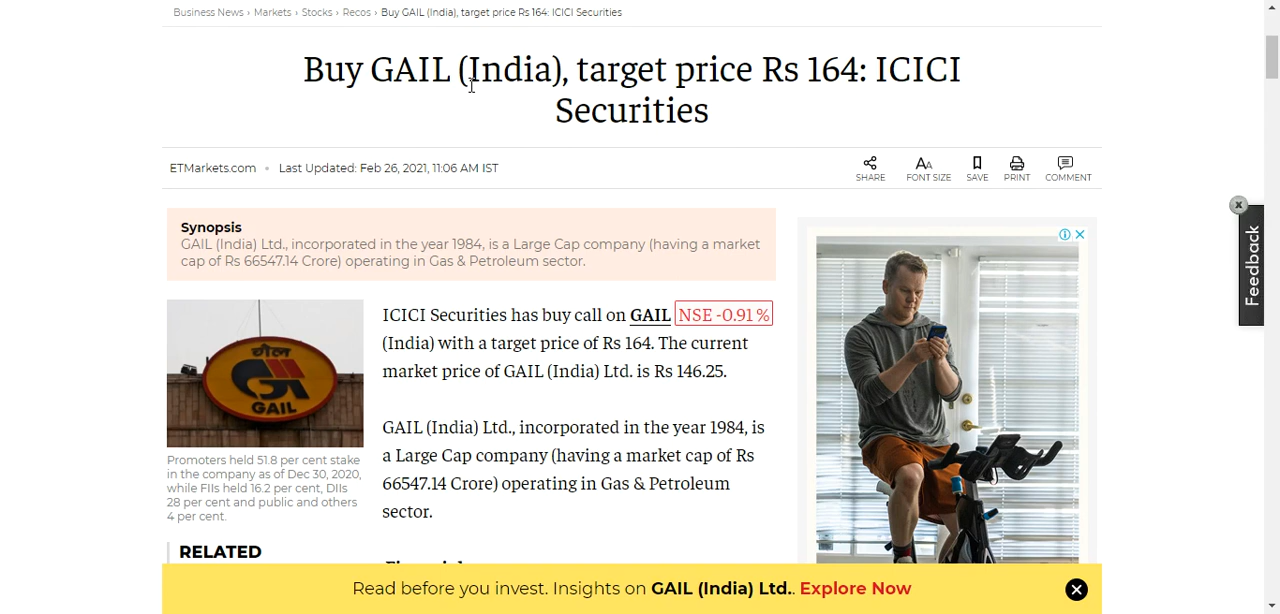 Business News › Markets › Stocks › Recos › Buy GAIL (India), target price Rs 164: ICICI Securities
Buy GAIL (India), target price Rs 164: ICICI
Securities
ETMarkets.com • Last Updated: Feb 26, 2021, 11:06 AM IST
SHARE FONT SIZE SAVE PRINT COMMENT
Synopsis
GAIL (India) Ltd., incorporated in the year 1984, is a Large Cap company (having a market
cap of Rs 66547.14 Crore) operating in Gas & Petroleum sector.
गेल
GAIL
Promoters held 51.8 per cent stake
in the company as of Dec 30, 2020,
while FIIs held 16.2 per cent, DIIs
28 per cent and public and others
4 per cent.
RELATED
ICICI Securities has buy call on GAIL NSE -0.91 %
(India) with a target price of Rs 164. The current
market price of GAIL (India) Ltd. is Rs 146.25.
GAIL (India) Ltd., incorporated in the year 1984, is
a Large Cap company (having a market cap of Rs
66547.14 Crore) operating in Gas & Petroleum
sector.
Feedback
Read before you invest. Insights on GAIL (India) Ltd.. Explore Now